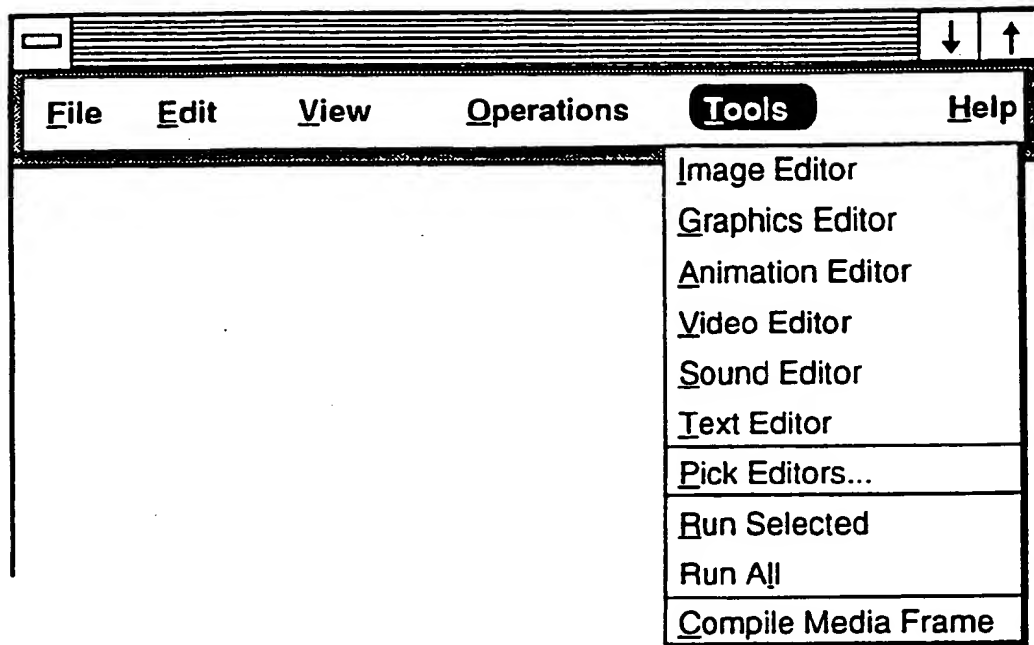 File Edit View Operations Tools Help
Image Editor
Graphics Editor
Animation Editor
Video Editor
Sound Editor
Text Editor
Pick Editors...
Run Selected
Run All
Compile Media Frame